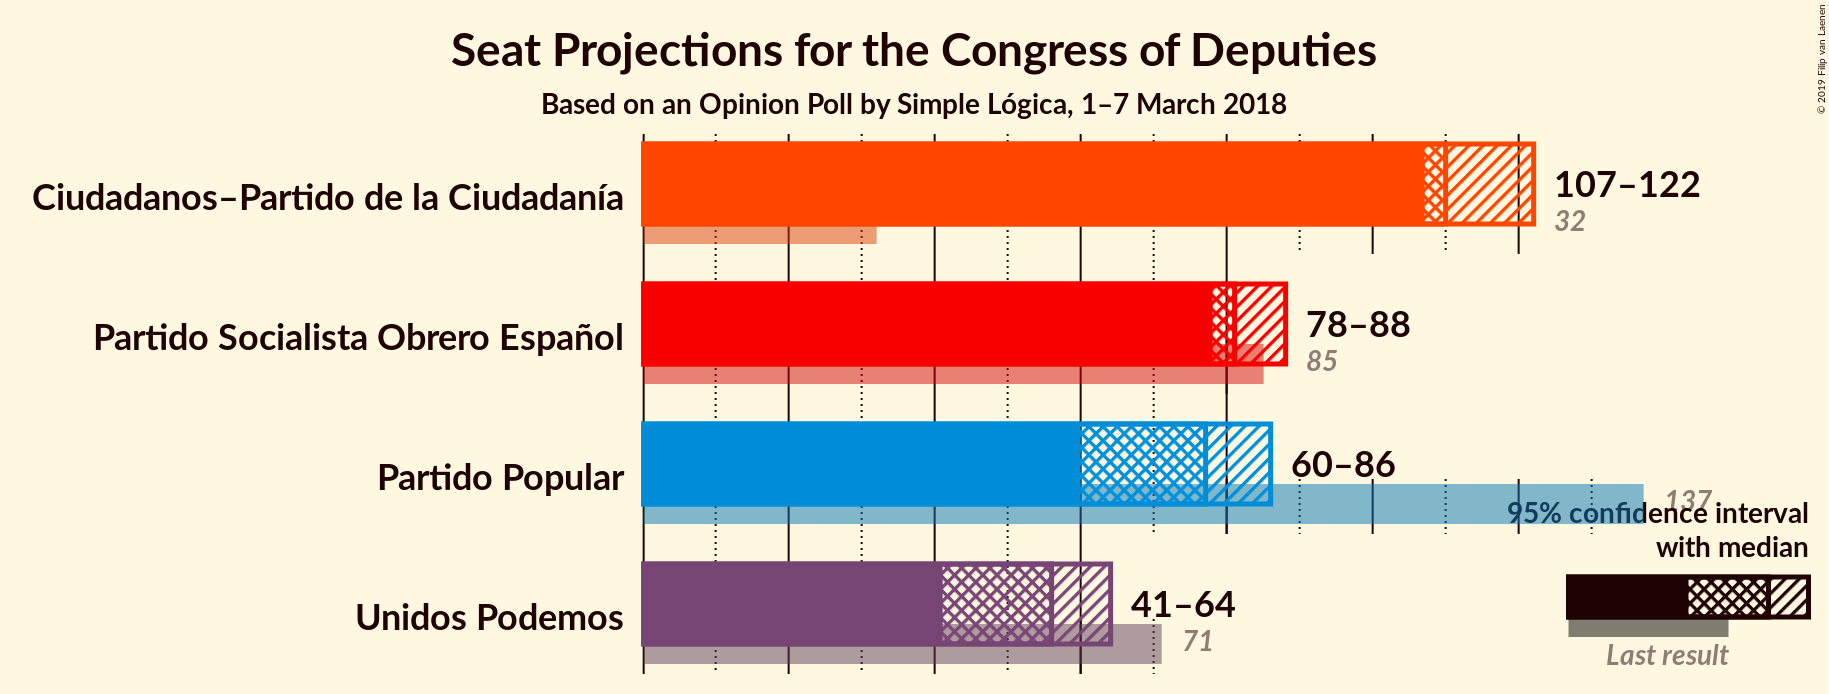 Seat Projections for the Congress of Deputies
Based on an Opinion Poll by Simple Lógica, 1–7 March 2018
© 2019 Filip van Laenen
Ciudadanos–Partido de la Ciudadanía
107–122
32
Partido Socialista Obrero Español
78–88
85
Partido Popular
60–86
137
95% confidence interval
with median
Unidos Podemos
41–64
71
Last result